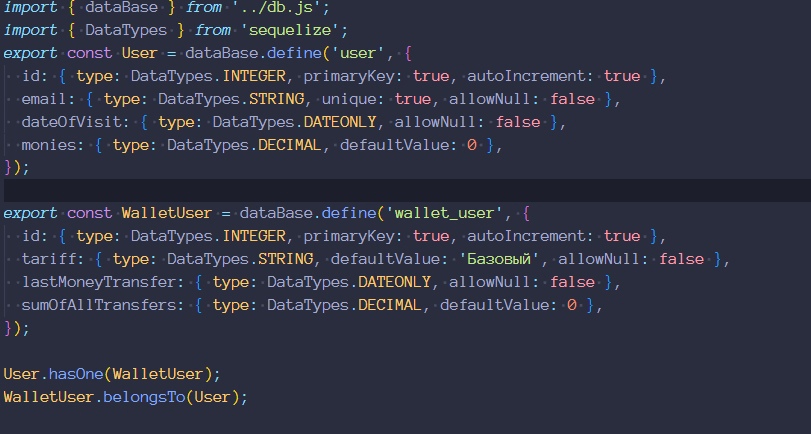 import { dataBase } from '../db.js';
import { DataTypes } from 'sequelize';
export const User = dataBase.define('user', {
  id: { type: DataTypes.INTEGER, primaryKey: true, autoIncrement: true },
  email: { type: DataTypes.STRING, unique: true, allowNull: false },
  dateOfVisit: { type: DataTypes.DATEONLY, allowNull: false },
  monies: { type: DataTypes.DECIMAL, defaultValue: 0 },
});
export const WalletUser = dataBase.define('wallet_user', {
  id: { type: DataTypes.INTEGER, primaryKey: true, autoIncrement: true },
  tariff: { type: DataTypes.STRING, defaultValue: 'Базовый', allowNull: false },
  lastMoneyTransfer: { type: DataTypes.DATEONLY, allowNull: false },
  sumOfAllTransfers: { type: DataTypes.DECIMAL, defaultValue: 0 },
});
User.hasOne(WalletUser);
WalletUser.belongsTo(User);